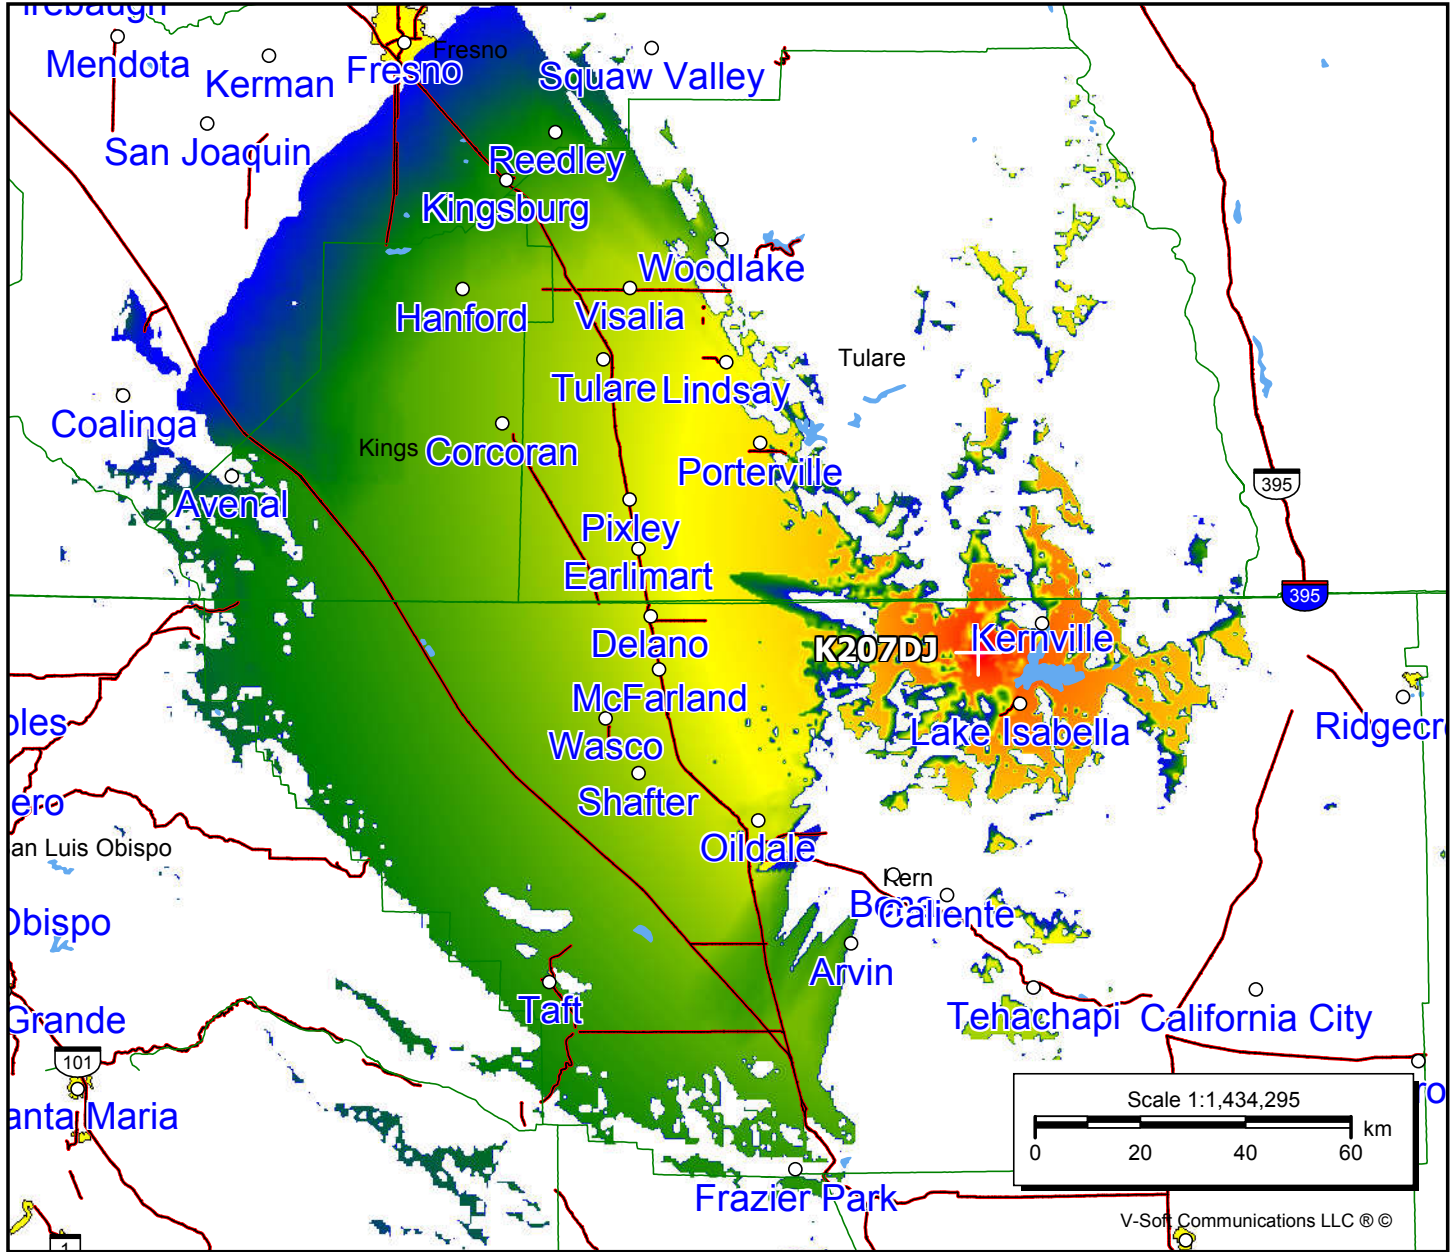 Mendota
Kerman
Fresno
Fresno
Squaw Valley
San Joaquin
Reedley
Kingsburg
Woodlake
Hanford
Visalia
Tulare
Tulare
Lindsay
Coalinga
Kings
Corcoran
Porterville
Avenal
395
Pixley
Earlimart
395
Delano
K207DJ
Kernville
McFarland
Lake Isabella
Wasco
Shafter
Oildale
an Luis Obispo
Kern
Caliente
Obispo
Arvin
Taft
Tehachapi
California City
Grande
101
anta Maria
Scale 1:1,434,295
km
0 20 40 60
Frazier Park
V-Soft Communications LLC ® ©
1